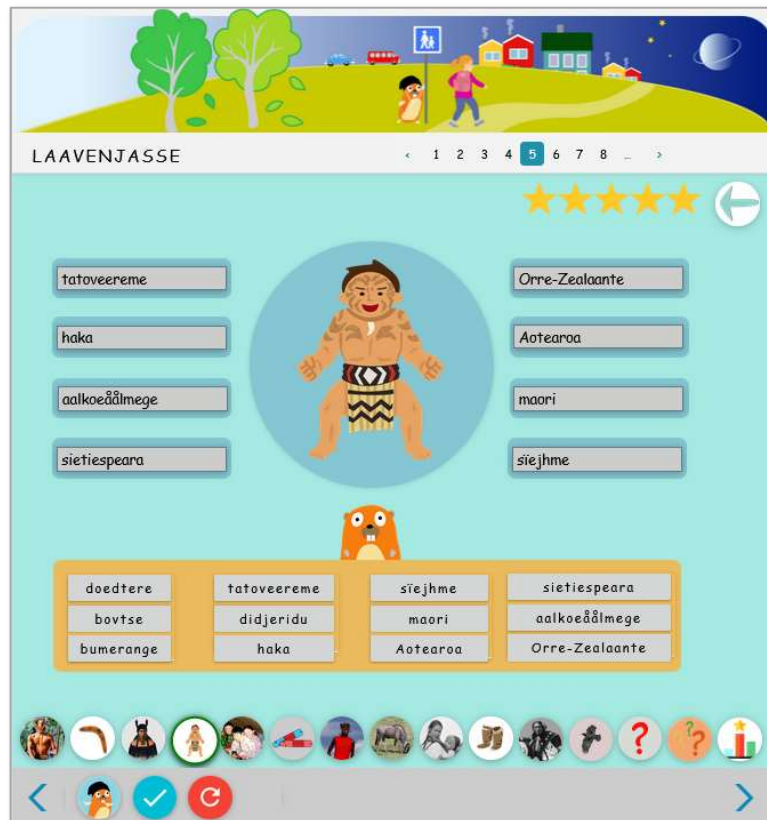 LAAVENJASSE
‹ 1 2 3 4 5 6 7 8 … ›
tatoveereme
haka
aalkoeåålmege
sietiespeara
Orre-Zealaante
Aotearoa
maori
sïejhme
doedtere tatoveereme sïejhme sietiespeara
bovtse didjeridu maori aalkoeåålmege
bumerange haka Aotearoa Orre-Zealaante
? ? ?